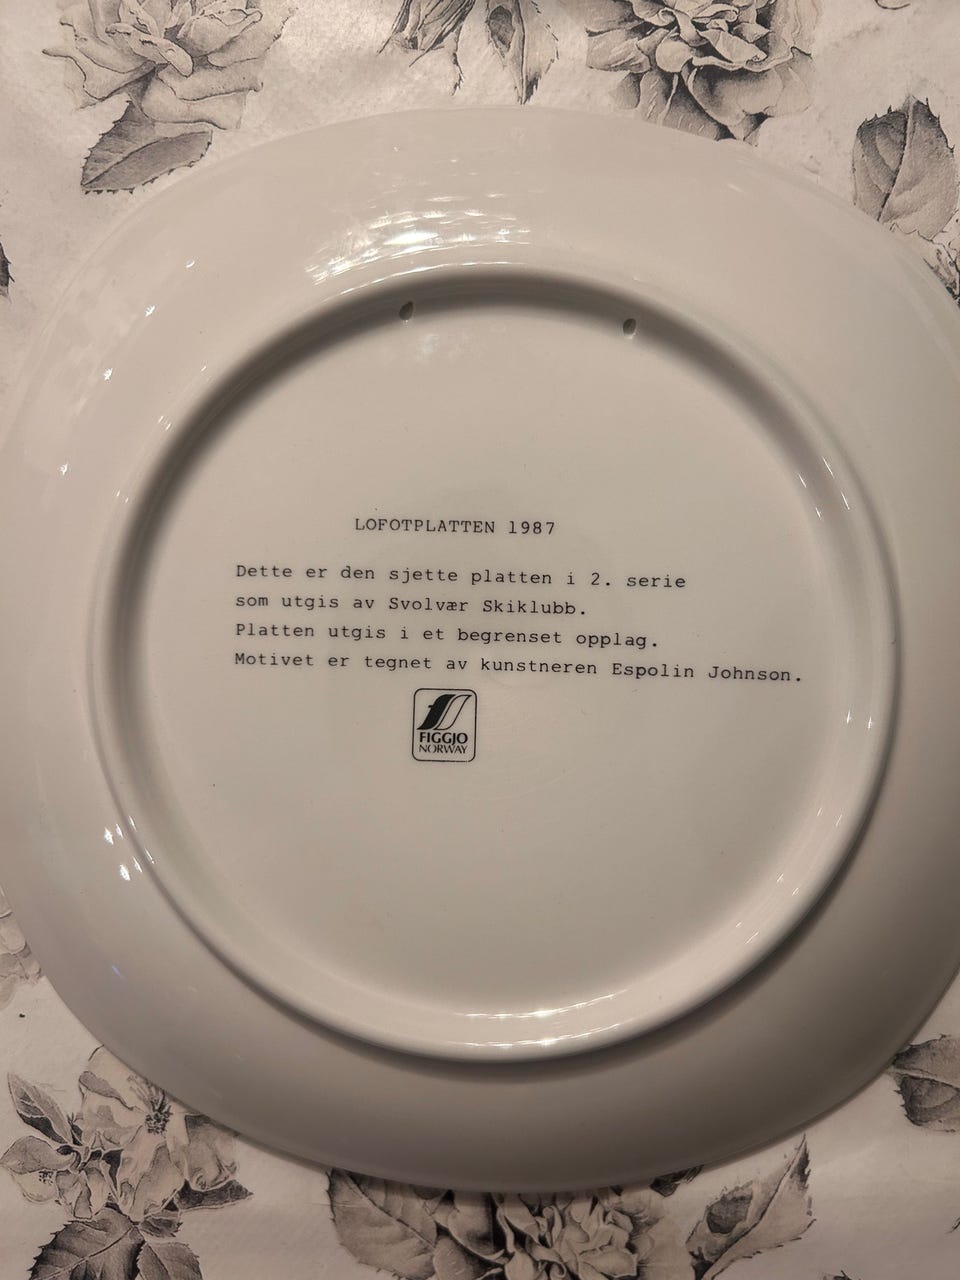 LOFOTPLATTEN 1987
Dette er den sjette platten i 2. serie
som utgis av Svolvær Skiklubb.
Platten utgis i et begrenset opplag.
Motivet er tegnet av kunstneren Espolin Johnson.
FIGGJO
NORWAY